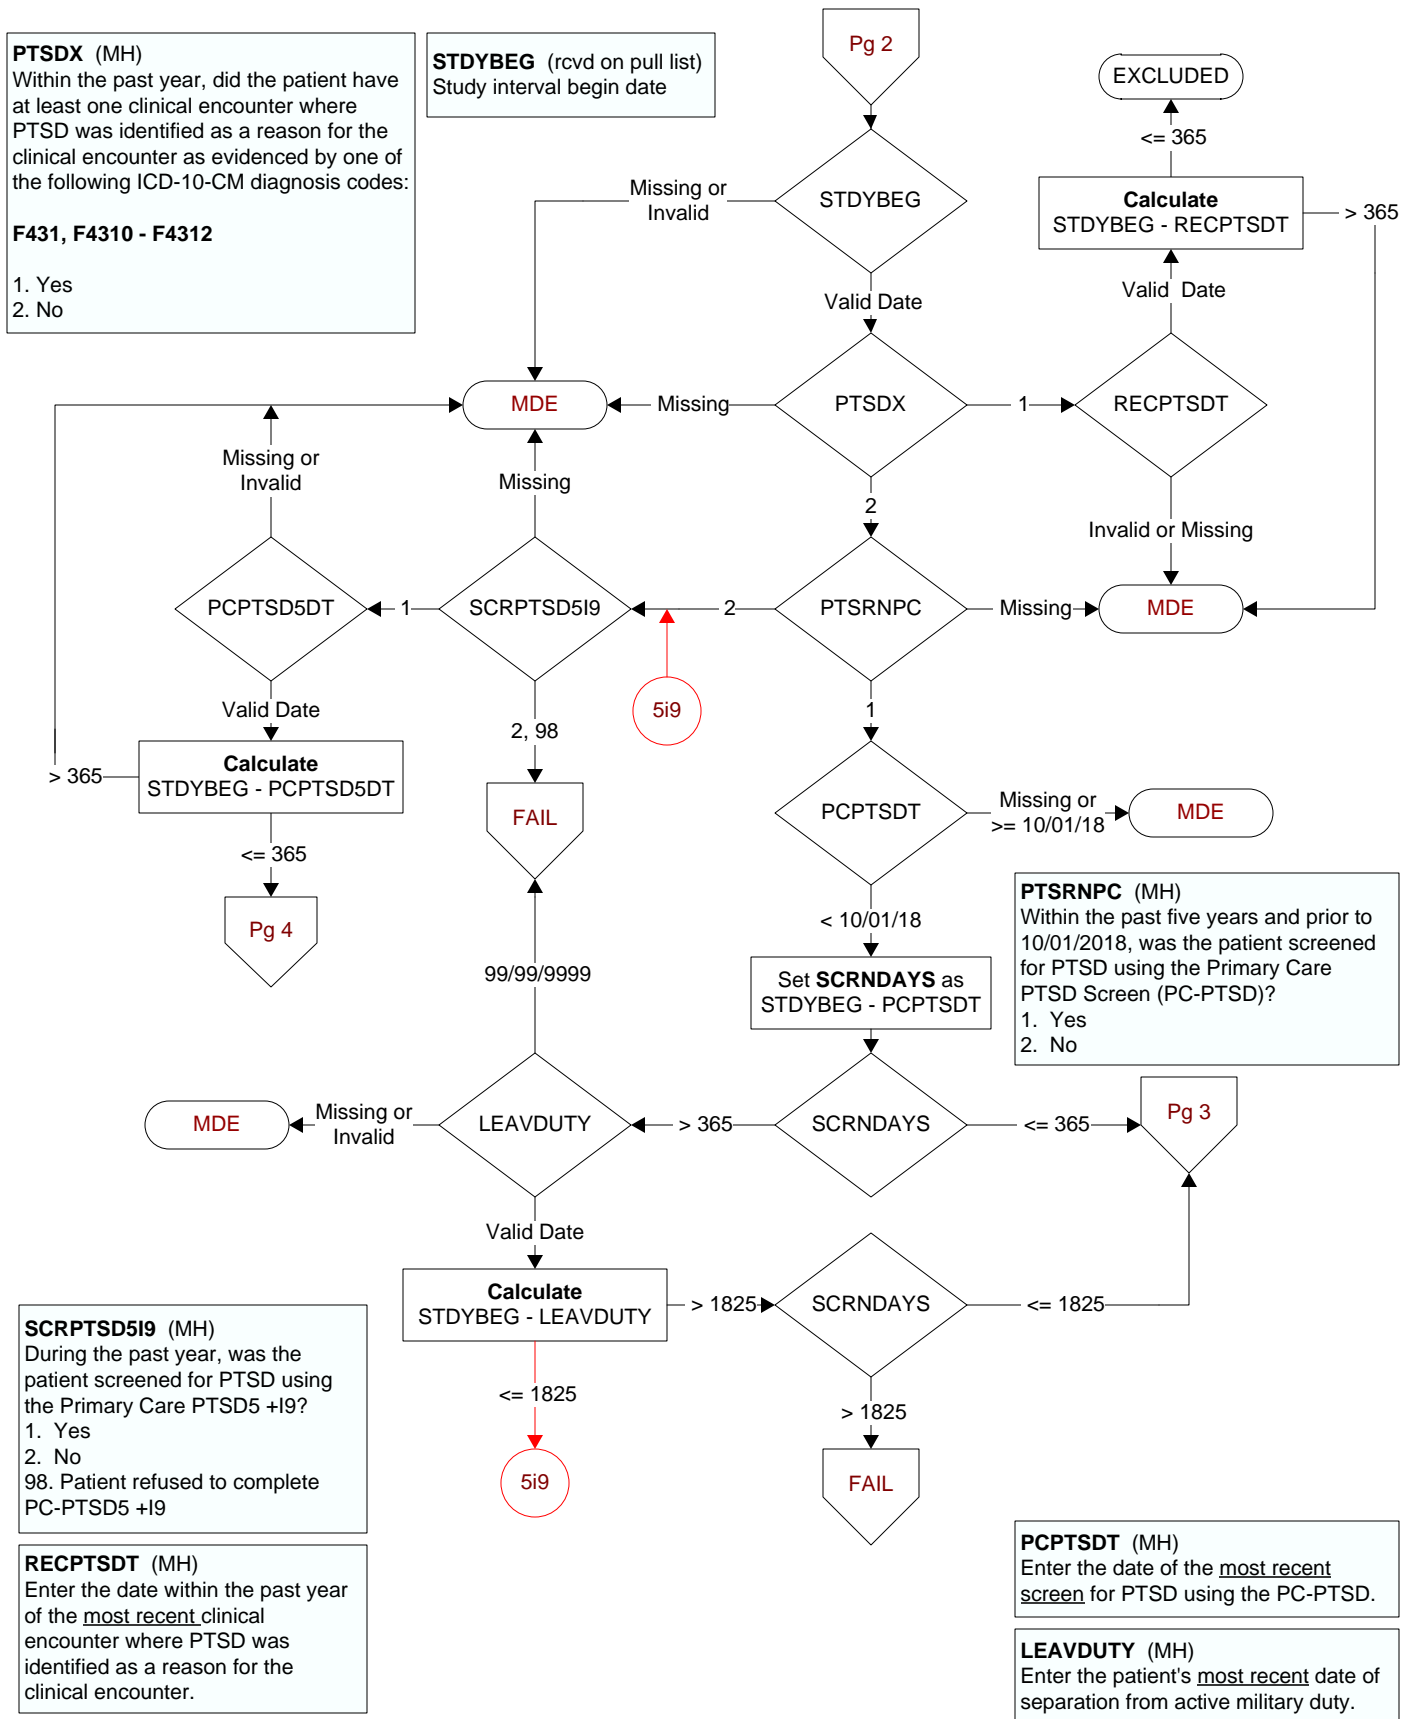 PTSDX (MH)
Within the past year, did the patient have
at least one clinical encounter where
PTSD was identified as a reason for the
clinical encounter as evidenced by one of
the following ICD-10-CM diagnosis codes:
F431, F4310 - F4312
1. Yes
2. No
STDYBEG (rcvd on pull list)
Study interval begin date
Pg 2
EXCLUDED
<= 365
Calculate
STDYBEG - RECPTSDT
> 365
Missing or
Invalid
STDYBEG
Valid Date
Valid Date
MDE
Missing
PTSDX
1
RECPTSDT
Missing or
Invalid
Missing
2
Invalid or Missing
PCPTSD5DT
1
SCRPTSD5I9
2
PTSRNPC
Missing
MDE
5i9
Valid Date
2, 98
1
Calculate
STDYBEG - PCPTSD5DT
> 365
FAIL
PCPTSDT
Missing or
>= 10/01/18
MDE
<= 365
Pg 4
< 10/01/18
PTSRNPC (MH)
Within the past five years and prior to
10/01/2018, was the patient screened
for PTSD using the Primary Care
PTSD Screen (PC-PTSD)?
1. Yes
2. No
99/99/9999
Set SCRNDAYS as
STDYBEG - PCPTSDT
MDE
Missing or
Invalid
LEAVDUTY
> 365
SCRNDAYS
<= 365
Pg 3
Valid Date
Calculate
STDYBEG - LEAVDUTY
> 1825
SCRNDAYS
<= 1825
<= 1825
> 1825
5i9
FAIL
SCRPTSD5I9 (MH)
During the past year, was the
patient screened for PTSD using
the Primary Care PTSD5 +I9?
1. Yes
2. No
98. Patient refused to complete
PC-PTSD5 +I9
RECPTSDT (MH)
Enter the date within the past year
of the most recent clinical
encounter where PTSD was
identified as a reason for the
clinical encounter.
PCPTSDT (MH)
Enter the date of the most recent
screen for PTSD using the PC-PTSD.
LEAVDUTY (MH)
Enter the patient's most recent date of
separation from active military duty.